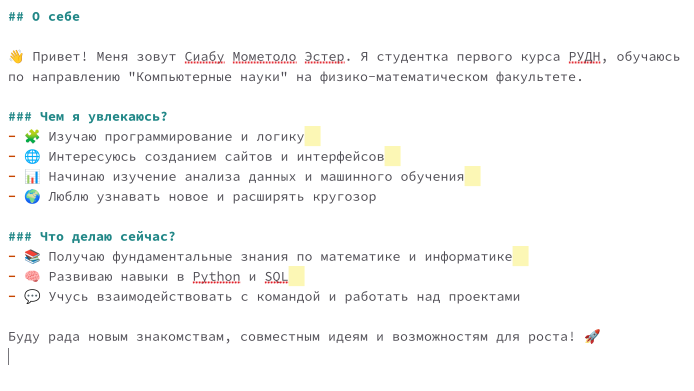 ## О себе
👋 Привет! Меня зовут Сиабу Мометоло Эстер. Я студентка первого курса РУДН, обучаюсь
по направлению "Компьютерные науки" на физико-математическом факультете.
### Чем я увлекаюсь?
- 🧩 Изучаю программирование и логику
- 🌐 Интересуюсь созданием сайтов и интерфейсов
- 📊 Начинаю изучение анализа данных и машинного обучения
- 🌍 Люблю узнавать новое и расширять кругозор
### Что делаю сейчас?
- 📚 Получаю фундаментальные знания по математике и информатике
- 🧠 Развиваю навыки в Python и SQL
- 💬 Учусь взаимодействовать с командой и работать над проектами
Буду рада новым знакомствам, совместным идеям и возможностям для роста! 🚀